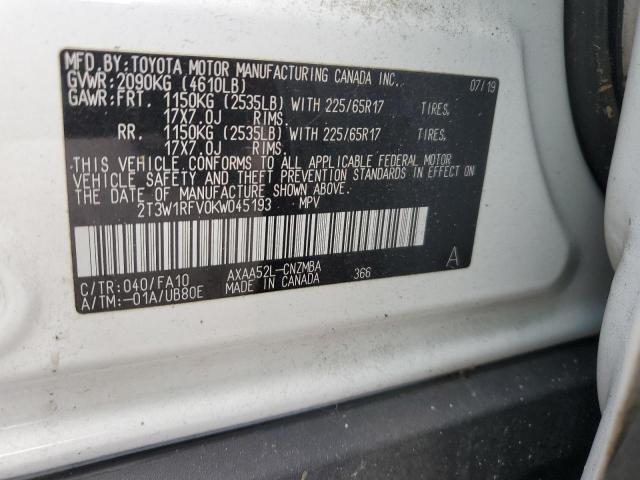 MFD.BY:TOYOTA MOTOR MANUFACTURING CANADA INC. 07/19
GVWR:2090KG (4610LB)
GAWR:FRT. 1150KG (2535LB) WITH 225/65R17 TIRES,
17X7.0J RIMS,
RR. 1150KG (2535LB) WITH 225/65R17 TIRES,
17X7.0J RIMS.
THIS VEHICLE CONFORMS TO ALL APPLICABLE FEDERAL MOTOR
VEHICLE SAFETY AND THEFT PREVENTION STANDARDS IN EFFECT ON
THE DATE OF MANUFACTURE SHOWN ABOVE.
2T3W1RFV0KW045193 MPV
C/TR:040/FA10 AXAA52L-CNZMBA 366 A
A/TM:-01A/UB80E MADE IN CANADA